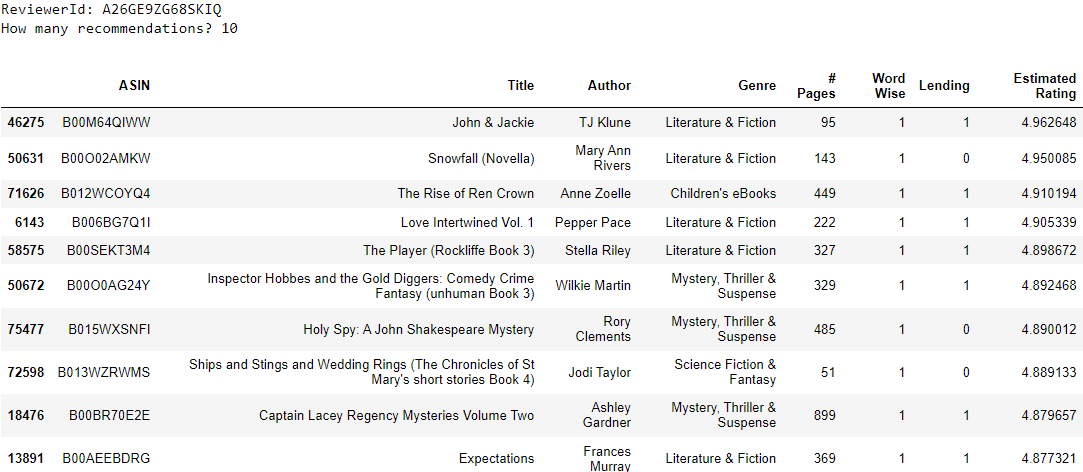 ReviewerId: A26GE9ZG68SKIQ
How many recommendations? 10
ASIN Title Author Genre # Pages Word Wise Lending Estimated Rating
46275 B00M64QIWW John & Jackie TJ Klune Literature & Fiction 95 1 1 4.962648
50631 B00O02AMKW Snowfall (Novella) Mary Ann Rivers Literature & Fiction 143 1 0 4.950085
71626 B012WCOYQ4 The Rise of Ren Crown Anne Zoelle Children's eBooks 449 1 1 4.910194
6143 B006BG7Q1I Love Intertwined Vol. 1 Pepper Pace Literature & Fiction 222 1 1 4.905339
58575 B00SEKT3M4 The Player (Rockliffe Book 3) Stella Riley Literature & Fiction 327 1 1 4.898672
50672 B00O0AG24Y Inspector Hobbes and the Gold Diggers: Comedy Crime Fantasy (unhuman Book 3) Wilkie Martin Mystery, Thriller & Suspense 329 1 1 4.892468
75477 B015WXSNFI Holy Spy: A John Shakespeare Mystery Rory Clements Mystery, Thriller & Suspense 485 1 0 4.890012
72598 B013WZRWMS Ships and Stings and Wedding Rings (The Chronicles of St Mary's short stories Book 4) Jodi Taylor Science Fiction & Fantasy 51 1 0 4.889133
18476 B00BR70E2E Captain Lacey Regency Mysteries Volume Two Ashley Gardner Mystery, Thriller & Suspense 899 1 1 4.879657
13891 B00AEEBDRG Expectations Frances Murray Literature & Fiction 369 1 1 4.877321